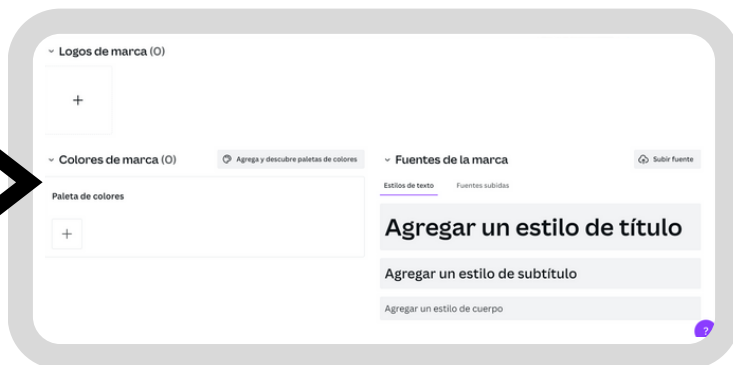 Logos de marca (0)
+
Colores de marca (0)
Agrega y descubre paletas de colores
Paleta de colores
+
Fuentes de la marca
Subir fuente
Estilos de texto
Fuentes subidas
Agregar un estilo de título
Agregar un estilo de subtítulo
Agregar un estilo de cuerpo
?